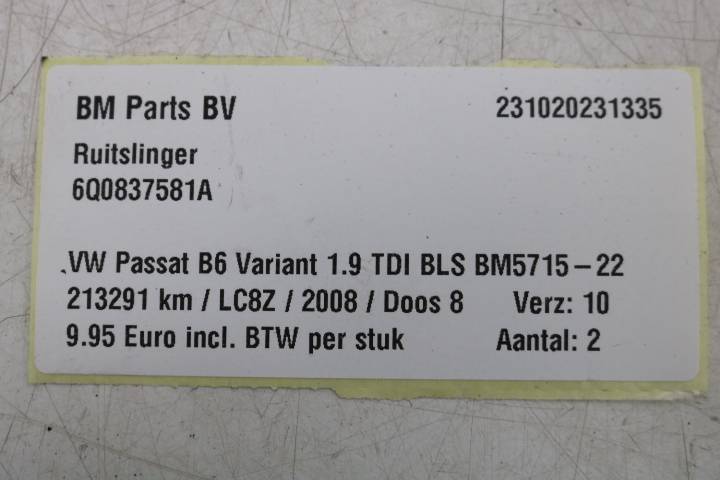 BM Parts BV 231020231335
Ruitslinger
6Q0837581A
VW Passat B6 Variant 1.9 TDI BLS BM5715-22
213291 km / LC8Z / 2008 / Doos 8 Verz: 10
9.95 Euro incl. BTW per stuk Aantal: 2